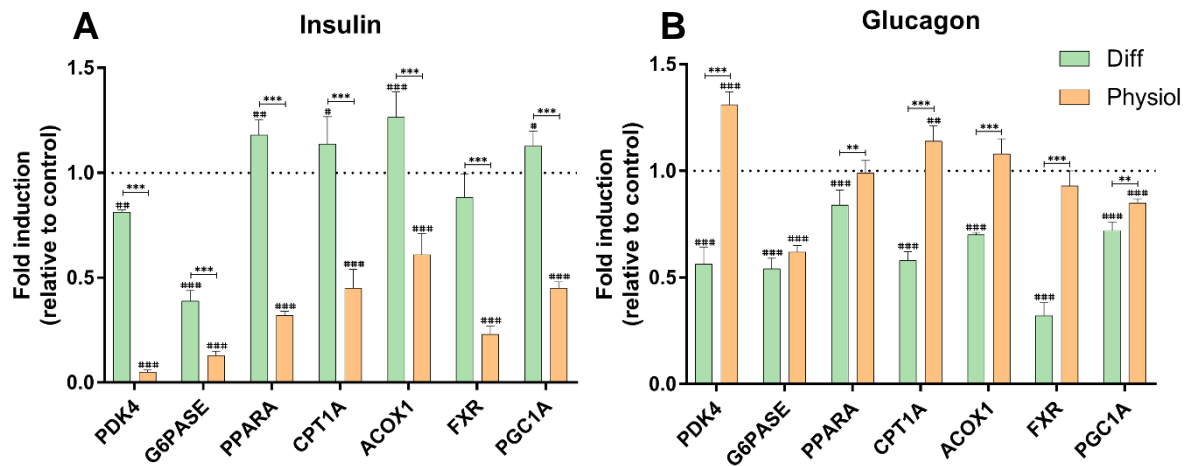 A
Insulin
Fold induction
(relative to control)
1.5
1.0
0.5
0.0
***
***
***
***
***
***
***
##
###
###
###
##
###
#
###
###
###
###
#
###
PDK4
G6PASE
PPARA
CPT1A
ACOX1
FXR
PGC1A
B
Glucagon
Diff
Physiol
Fold induction
(relative to control)
1.5
1.0
0.5
0.0
***
**
***
***
***
**
###
###
###
###
###
###
##
###
###
###
###
PDK4
G6PASE
PPARA
CPT1A
ACOX1
FXR
PGC1A